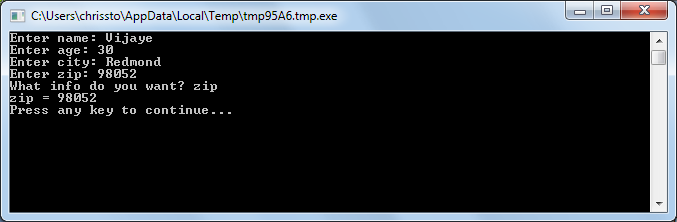 C:\Users\chrissto\AppData\Local\Temp\tmp95A6.tmp.exe
Enter name: Vijaye
Enter age: 30
Enter city: Redmond
Enter zip: 98052
What info do you want? zip
zip = 98052
Press any key to continue...